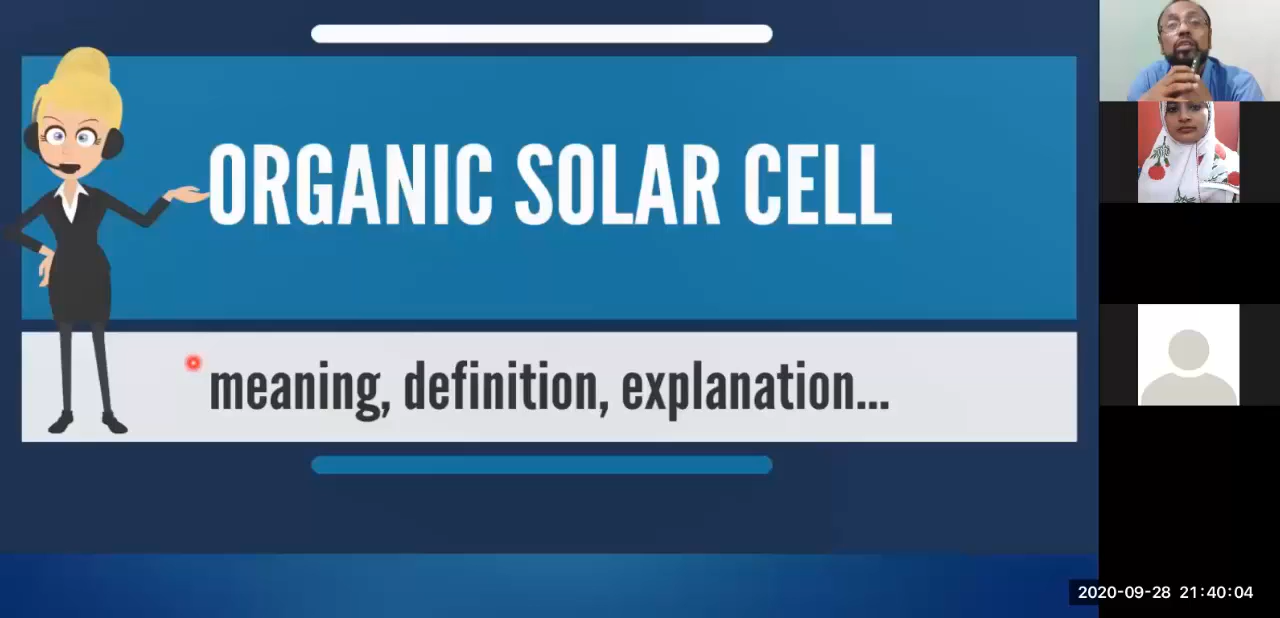 ORGANIC SOLAR CELL
meaning, definition, explanation...
2020-09-28 21:40:04